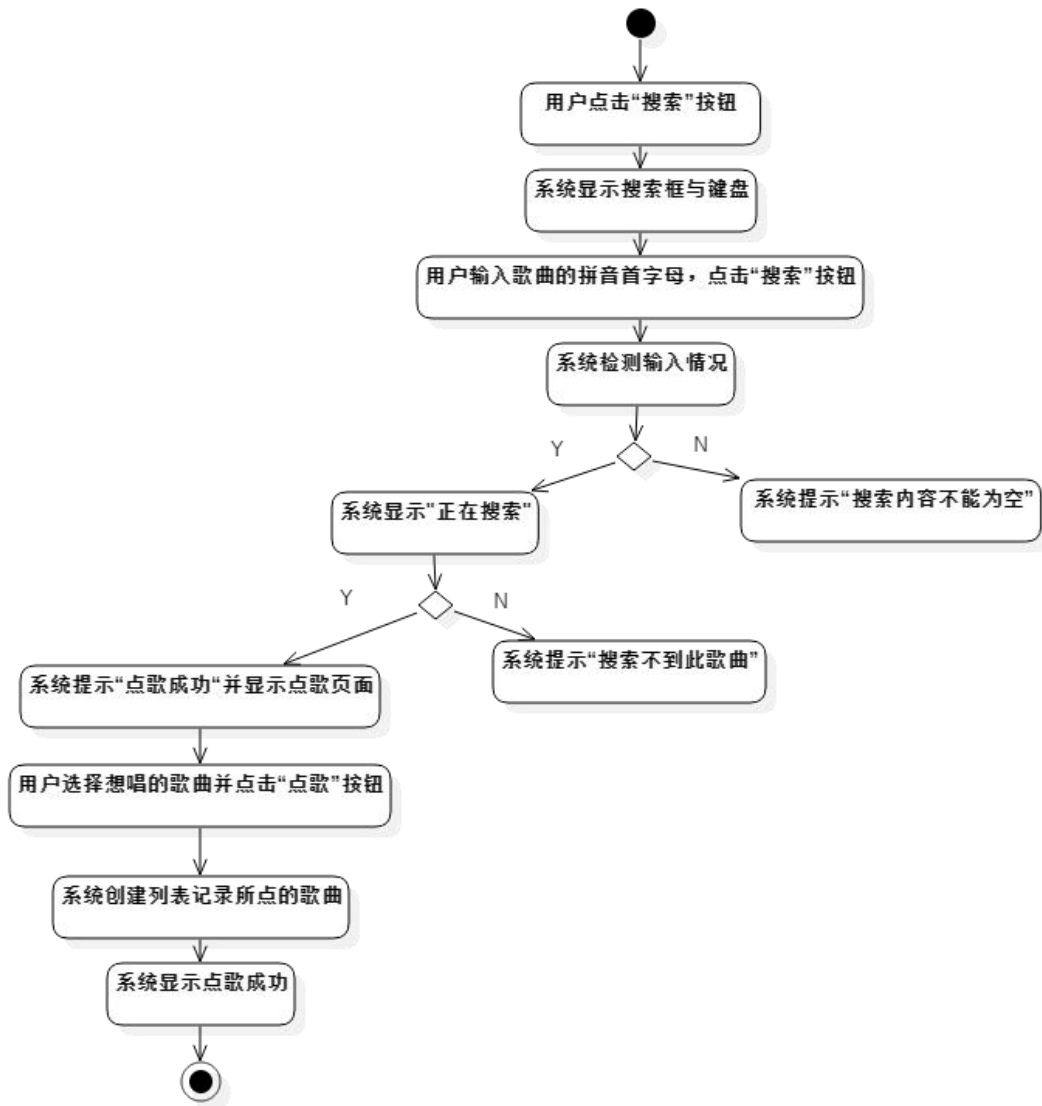 用户点击“搜索”按钮
系统显示搜索框与键盘
用户输入歌曲的拼音首字母，点击“搜索”按钮
系统检测输入情况
Y
N
系统显示"正在搜索"
系统提示“搜索内容不能为空”
Y
N
系统提示“搜索不到此歌曲”
系统提示“点歌成功“并显示点歌页面
用户选择想唱的歌曲并点击“点歌”按钮
系统创建列表记录所点的歌曲
系统显示点歌成功